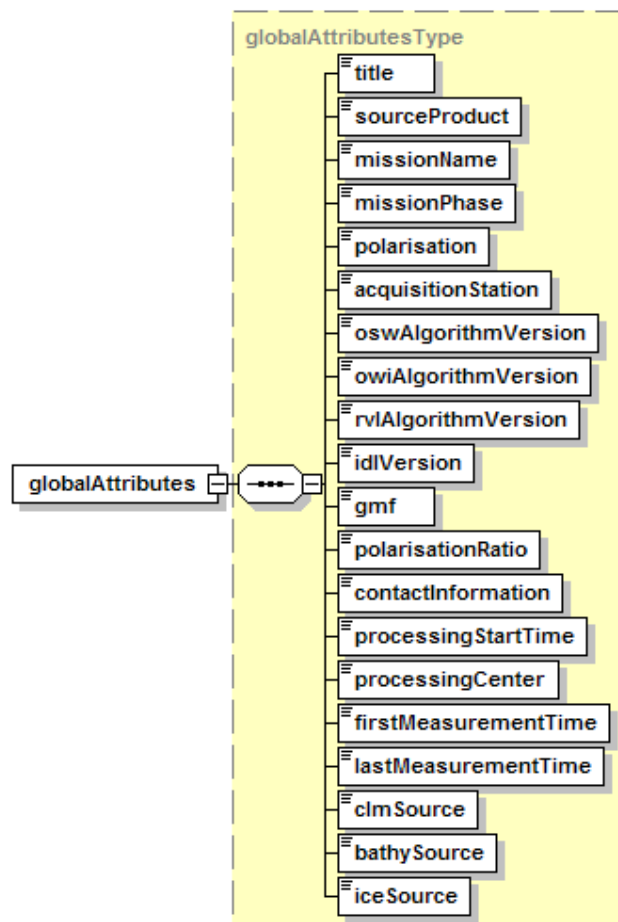 globalAttributesType
title
sourceProduct
missionName
missionPhase
polarisation
acquisitionStation
oswAlgorithmVersion
owiAlgorithmVersion
rvlAlgorithmVersion
idlVersion
globalAttributes
gmf
polarisationRatio
contactInformation
processingStartTime
processingCenter
firstMeasurementTime
lastMeasurementTime
clmSource
bathySource
iceSource